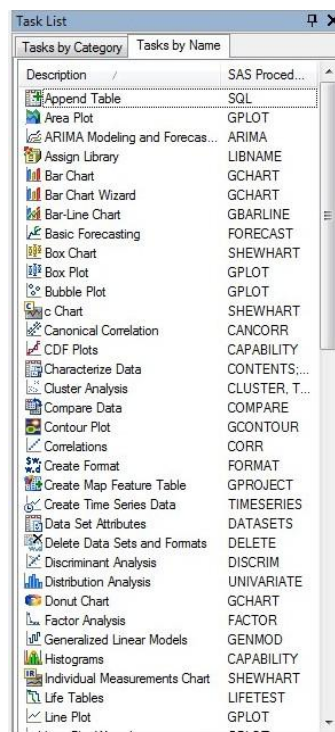 Task List
Tasks by Category Tasks by Name
Description SAS Proced...
Append Table SQL
Area Plot GPLOT
ARIMA Modeling and Forecas... ARIMA
Assign Library LIBNAME
Bar Chart GCHART
Bar Chart Wizard GCHART
Bar-Line Chart GBARLINE
Basic Forecasting FORECAST
Box Chart SHEWHART
Box Plot GPLOT
Bubble Plot GPLOT
c Chart SHEWHART
Canonical Correlation CANCORR
CDF Plots CAPABILITY
Characterize Data CONTENTS;...
Cluster Analysis CLUSTER, T...
Compare Data COMPARE
Contour Plot GCONTOUR
Correlations CORR
Create Format FORMAT
Create Map Feature Table GPROJECT
Create Time Series Data TIMESERIES
Data Set Attributes DATASETS
Delete Data Sets and Formats DELETE
Discriminant Analysis DISCRIM
Distribution Analysis UNIVARIATE
Donut Chart GCHART
Factor Analysis FACTOR
Generalized Linear Models GENMOD
Histograms CAPABILITY
Individual Measurements Chart SHEWHART
Life Tables LIFETEST
Line Plot GPLOT